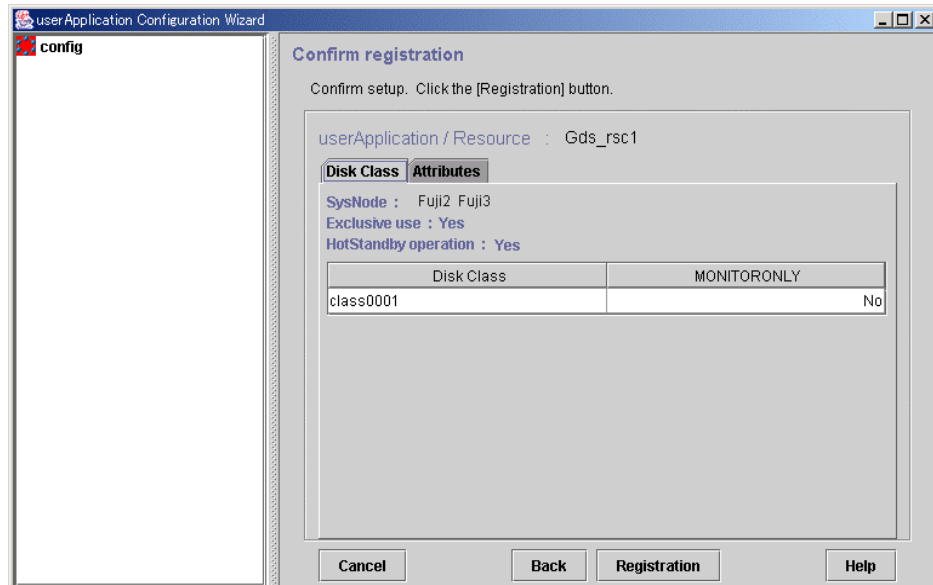 userApplication Configuration Wizard
config
Confirm registration
Confirm setup. Click the [Registration] button.
userApplication / Resource : Gds_rsc1
Disk Class Attributes
SysNode : Fuji2 Fuji3
Exclusive use : Yes
HotStandby operation : Yes
Disk Class MONITORONLY
class0001 No
Cancel Back Registration Help